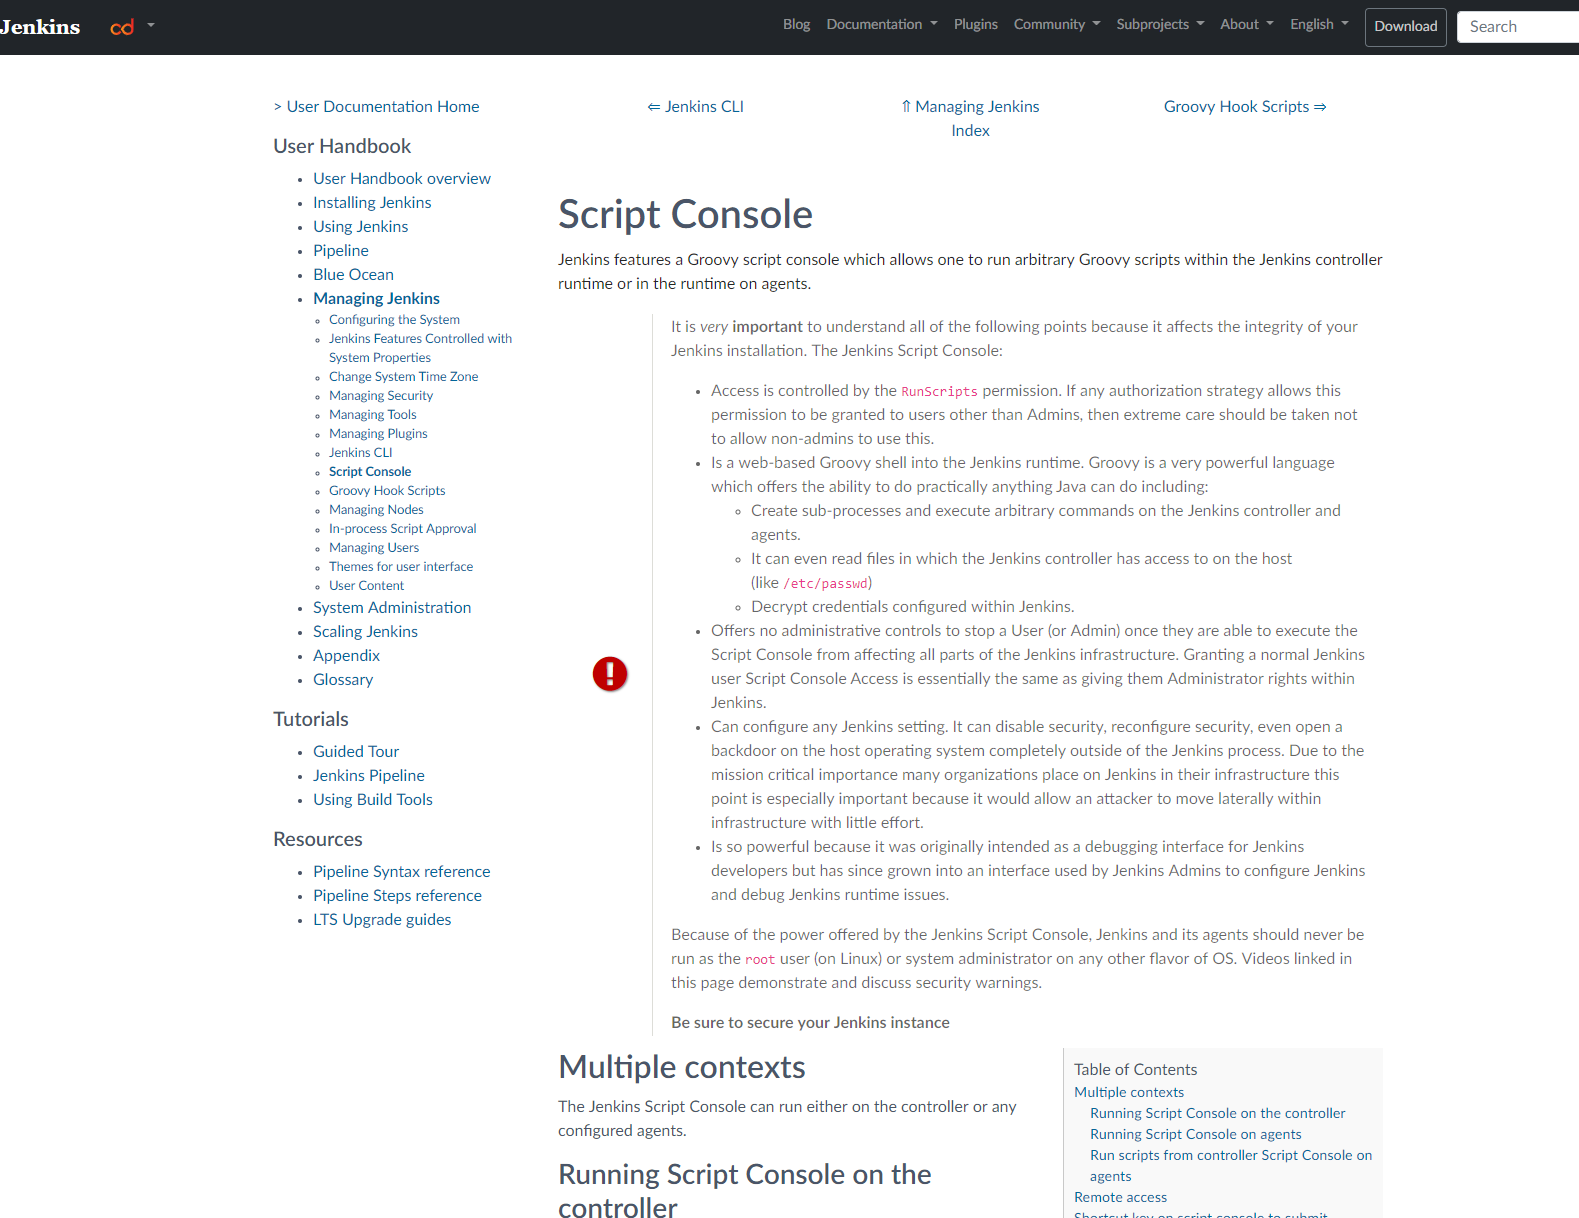 Jenkins
cd
Blog Documentation Plugins Community Subprojects About English Download Search
> User Documentation Home
⇐ Jenkins CLI
⇑ Managing Jenkins
Index
Groovy Hook Scripts ⇒
User Handbook
User Handbook overview
Installing Jenkins
Using Jenkins
Pipeline
Blue Ocean
Managing Jenkins
Configuring the System
Jenkins Features Controlled with
System Properties
Change System Time Zone
Managing Security
Managing Tools
Managing Plugins
Jenkins CLI
Script Console
Groovy Hook Scripts
Managing Nodes
In-process Script Approval
Managing Users
Themes for user interface
User Content
System Administration
Scaling Jenkins
Appendix
Glossary
Tutorials
Guided Tour
Jenkins Pipeline
Using Build Tools
Resources
Pipeline Syntax reference
Pipeline Steps reference
LTS Upgrade guides
Script Console
Jenkins features a Groovy script console which allows one to run arbitrary Groovy scripts within the Jenkins controller
runtime or in the runtime on agents.
It is very important to understand all of the following points because it affects the integrity of your
Jenkins installation. The Jenkins Script Console:
Access is controlled by the RunScripts permission. If any authorization strategy allows this
permission to be granted to users other than Admins, then extreme care should be taken not
to allow non-admins to use this.
Is a web-based Groovy shell into the Jenkins runtime. Groovy is a very powerful language
which offers the ability to do practically anything Java can do including:
Create sub-processes and execute arbitrary commands on the Jenkins controller and
agents.
It can even read files in which the Jenkins controller has access to on the host
(like /etc/passwd)
Decrypt credentials configured within Jenkins.
Offers no administrative controls to stop a User (or Admin) once they are able to execute the
Script Console from affecting all parts of the Jenkins infrastructure. Granting a normal Jenkins
user Script Console Access is essentially the same as giving them Administrator rights within
Jenkins.
Can configure any Jenkins setting. It can disable security, reconfigure security, even open a
backdoor on the host operating system completely outside of the Jenkins process. Due to the
mission critical importance many organizations place on Jenkins in their infrastructure this
point is especially important because it would allow an attacker to move laterally within
infrastructure with little effort.
Is so powerful because it was originally intended as a debugging interface for Jenkins
developers but has since grown into an interface used by Jenkins Admins to configure Jenkins
and debug Jenkins runtime issues.
Because of the power offered by the Jenkins Script Console, Jenkins and its agents should never be
run as the root user (on Linux) or system administrator on any other flavor of OS. Videos linked in
this page demonstrate and discuss security warnings.
Be sure to secure your Jenkins instance
Multiple contexts
The Jenkins Script Console can run either on the controller or any
configured agents.
Running Script Console on the
controller
Table of Contents
Multiple contexts
Running Script Console on the controller
Running Script Console on agents
Run scripts from controller Script Console on
agents
Remote access
Shortcut key on script console to submit